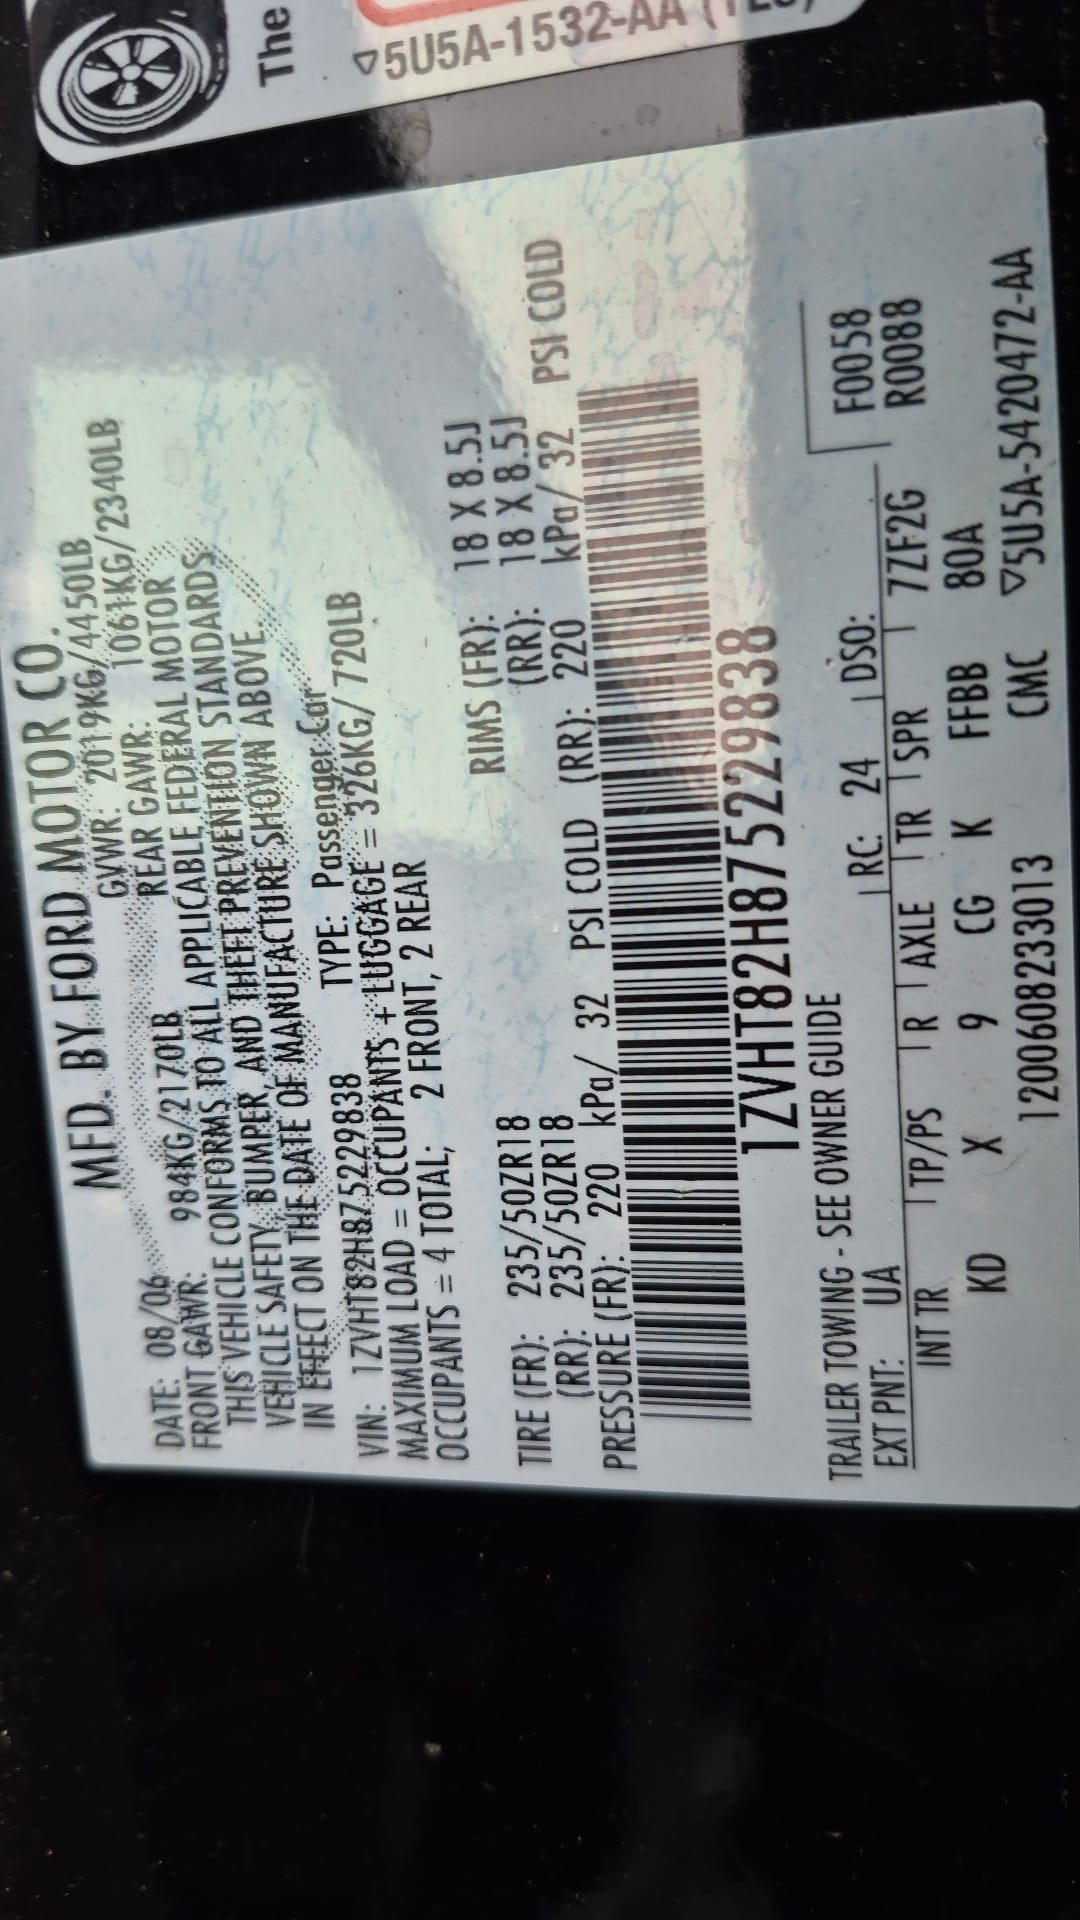 The
▽5U5A-1532-AA
MFD. BY FORD MOTOR CO.
DATE: 08/06 GVWR: 2019KG/4450LB
FRONT GAWR: 984KG/2170LB REAR GAWR: 1061KG/2340LB
THIS VEHICLE CONFORMS TO ALL APPLICABLE FEDERAL MOTOR
VEHICLE SAFETY, BUMPER, AND THEFT PREVENTION STANDARDS
IN EFFECT ON THE DATE OF MANUFACTURE SHOWN ABOVE.
VIN: 1ZVHT82H875229838 TYPE: Passenger Car
MAXIMUM LOAD = OCCUPANTS + LUGGAGE = 326KG/720LB
OCCUPANTS = 4 TOTAL; 2 FRONT, 2 REAR
TIRE (FR): 235/50ZR18 RIMS (FR): 18 X 8.5J
(RR): 235/50ZR18 (RR): 18 X 8.5J
PRESSURE (FR): 220 kPa/ 32 PSI COLD (RR): 220 kPa/ 32 PSI COLD
1ZVHT82H875229838
TRAILER TOWING - SEE OWNER GUIDE
EXT PNT: UA RC: 24 DSO: F0058
R0088
INT TR TP/PS R AXLE TR SPR 7ZF2G
KD X 9 CG K FFBB 80A
12006082330​13 CMC ▽5U5A-5420472-AA